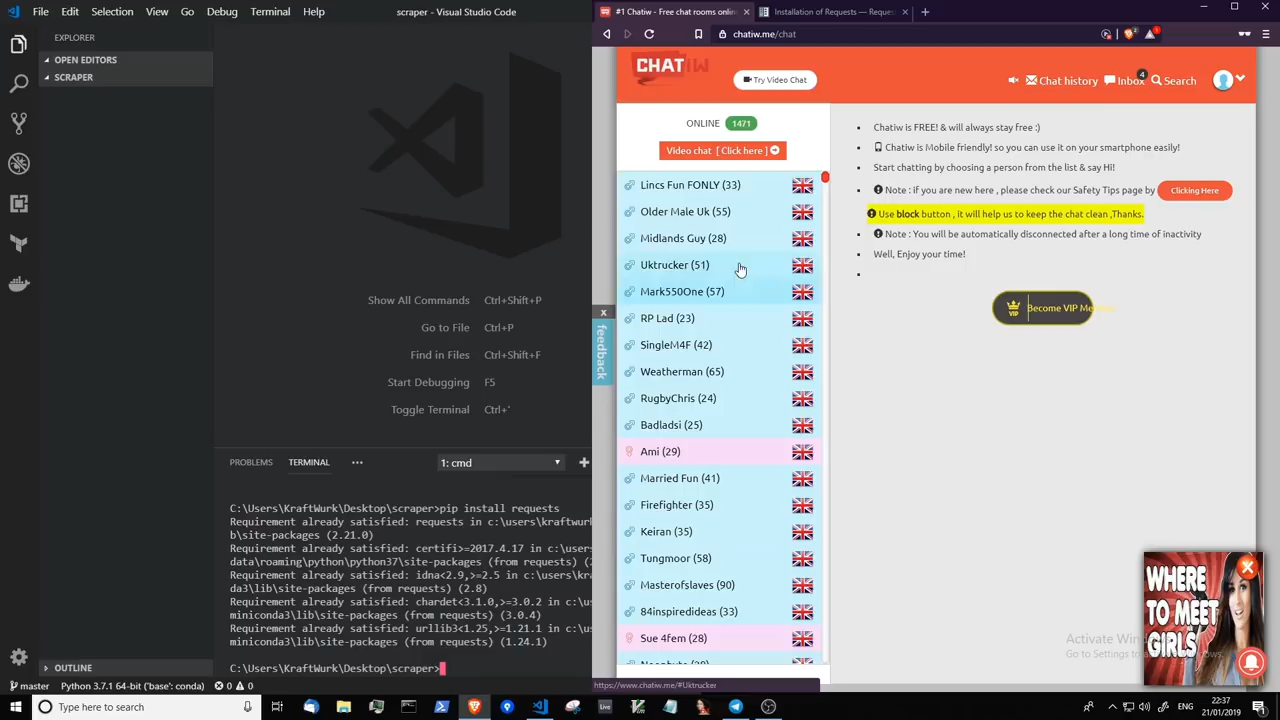 File Edit Selection View Go Debug Terminal Help
scraper - Visual Studio Code
EXPLORER
OPEN EDITORS
SCRAPER
Show All Commands Ctrl+Shift+P
Go to File Ctrl+P
Find in Files Ctrl+Shift+F
Start Debugging F5
Toggle Terminal Ctrl+`
PROBLEMS TERMINAL ••• 1: cmd
C:\Users\KraftWurk\Desktop\scraper>pip install requests
Requirement already satisfied: requests in c:\users\kraftwurk
b\site-packages (2.21.0)
Requirement already satisfied: certifi>=2017.4.17 in c:\users
data\roaming\python\python37\site-packages (from requests) (2
Requirement already satisfied: idna<2.9,>=2.5 in c:\users\kra
da3\lib\site-packages (from requests) (2.8)
Requirement already satisfied: chardet<3.1.0,>=3.0.2 in c:\us
miniconda3\lib\site-packages (from requests) (3.0.4)
Requirement already satisfied: urllib3<1.25,>=1.21.1 in c:\us
miniconda3\lib\site-packages (from requests) (1.24.1)
C:\Users\KraftWurk\Desktop\scraper>
OUTLINE
master Python 3.7.1 64-bit ('base': conda) 0 0
#1 Chatiw : Free online
Installation of Requests — Reque
chatiw.me/chat
CHATIW
Try Video Chat
Chat history
Inbox
4
Search
ONLINE 1471
Video chat [ Click here ]
Lincs Fun FONLY (33)
Older Male Uk (55)
Midlands Guy (28)
Uktrucker (51)
Mark550One (57)
RP Lad (23)
SingleM4F (42)
Weatherman (65)
RugbyChris (24)
Badladsi (25)
Ami (29)
Married Fun (41)
Firefighter (35)
Keiran (35)
Tungmoor (58)
Masterofslaves (90)
84inspiredideas (33)
Sue 4fem (28)
https://www.chatiw.me/#Uktrucker
x
feedback
Chatiw is FREE! & will always stay free :)
Chatiw is Mobile friendly! so you can use it on your smartphone easily!
Start chatting by choosing a person from the list & say Hi!
Note : if you are new here , please check our Safety Tips page by Clicking Here
Use block button , It will help us to keep the chat clean ,Thanks.
Note : You will be automatically disconnected after a long time of inactivity
Well, Enjoy your time!
VIP
Become VIP Member
WHERE
TO MEET
GIRLS
Activate Wind
Go to Settings to a
Type here to search
Live
ENG
22:37
21/01/2019